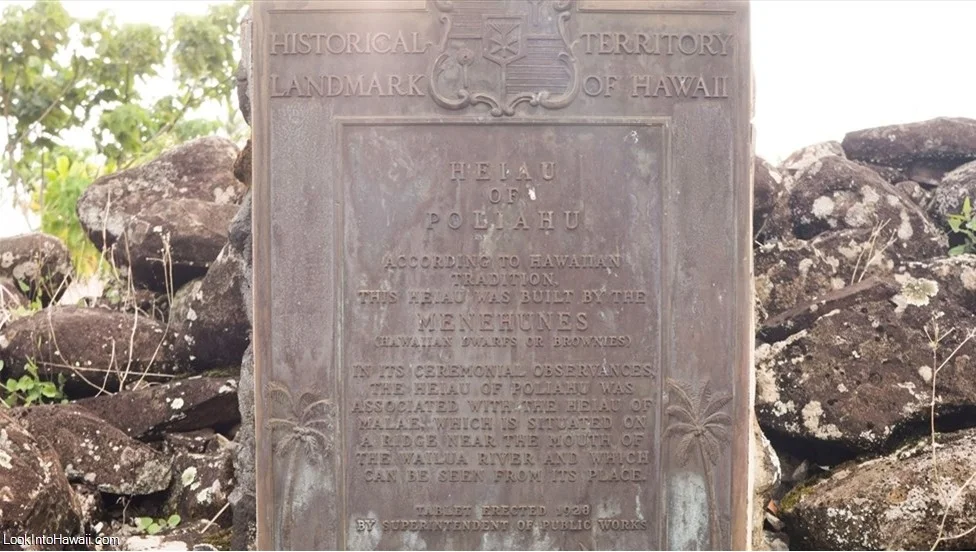 HISTORICAL TERRITORY
LANDMARK OF HAWAII
HEIAU
OF
POLIAHU
ACCORDING TO HAWAIIAN
TRADITION,
THIS HEIAU WAS BUILT BY THE
MENEHUNES
(HAWAIIAN DWARFS OR BROWNIES)
IN ITS CEREMONIAL OBSERVANCES,
THE HEIAU OF POLIAHU WAS
ASSOCIATED WITH THE HEIAU OF
MALAE, WHICH IS SITUATED ON
A RIDGE NEAR THE MOUTH OF
THE WAILUA RIVER AND WHICH
CAN BE SEEN FROM ITS PLACE.
TABLET ERECTED 1928
BY SUPERINTENDENT OF PUBLIC WORKS
LookIntoHawaii.com